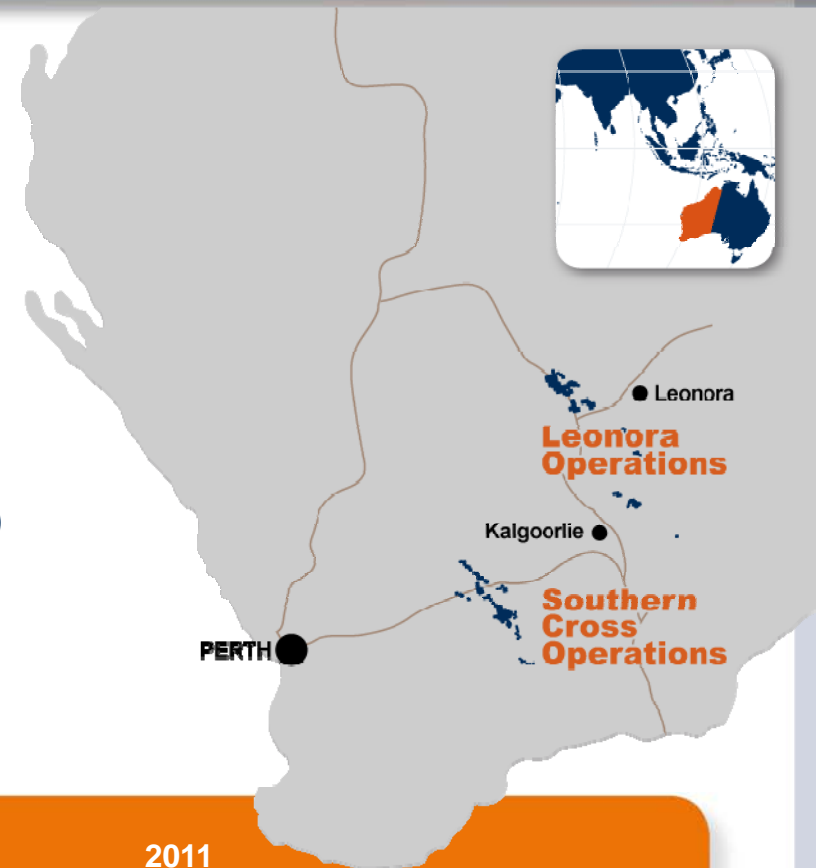 Leonora
Leonora
Operations
Kalgoorlie
Southern
Cross
Operations
PERTH
2011